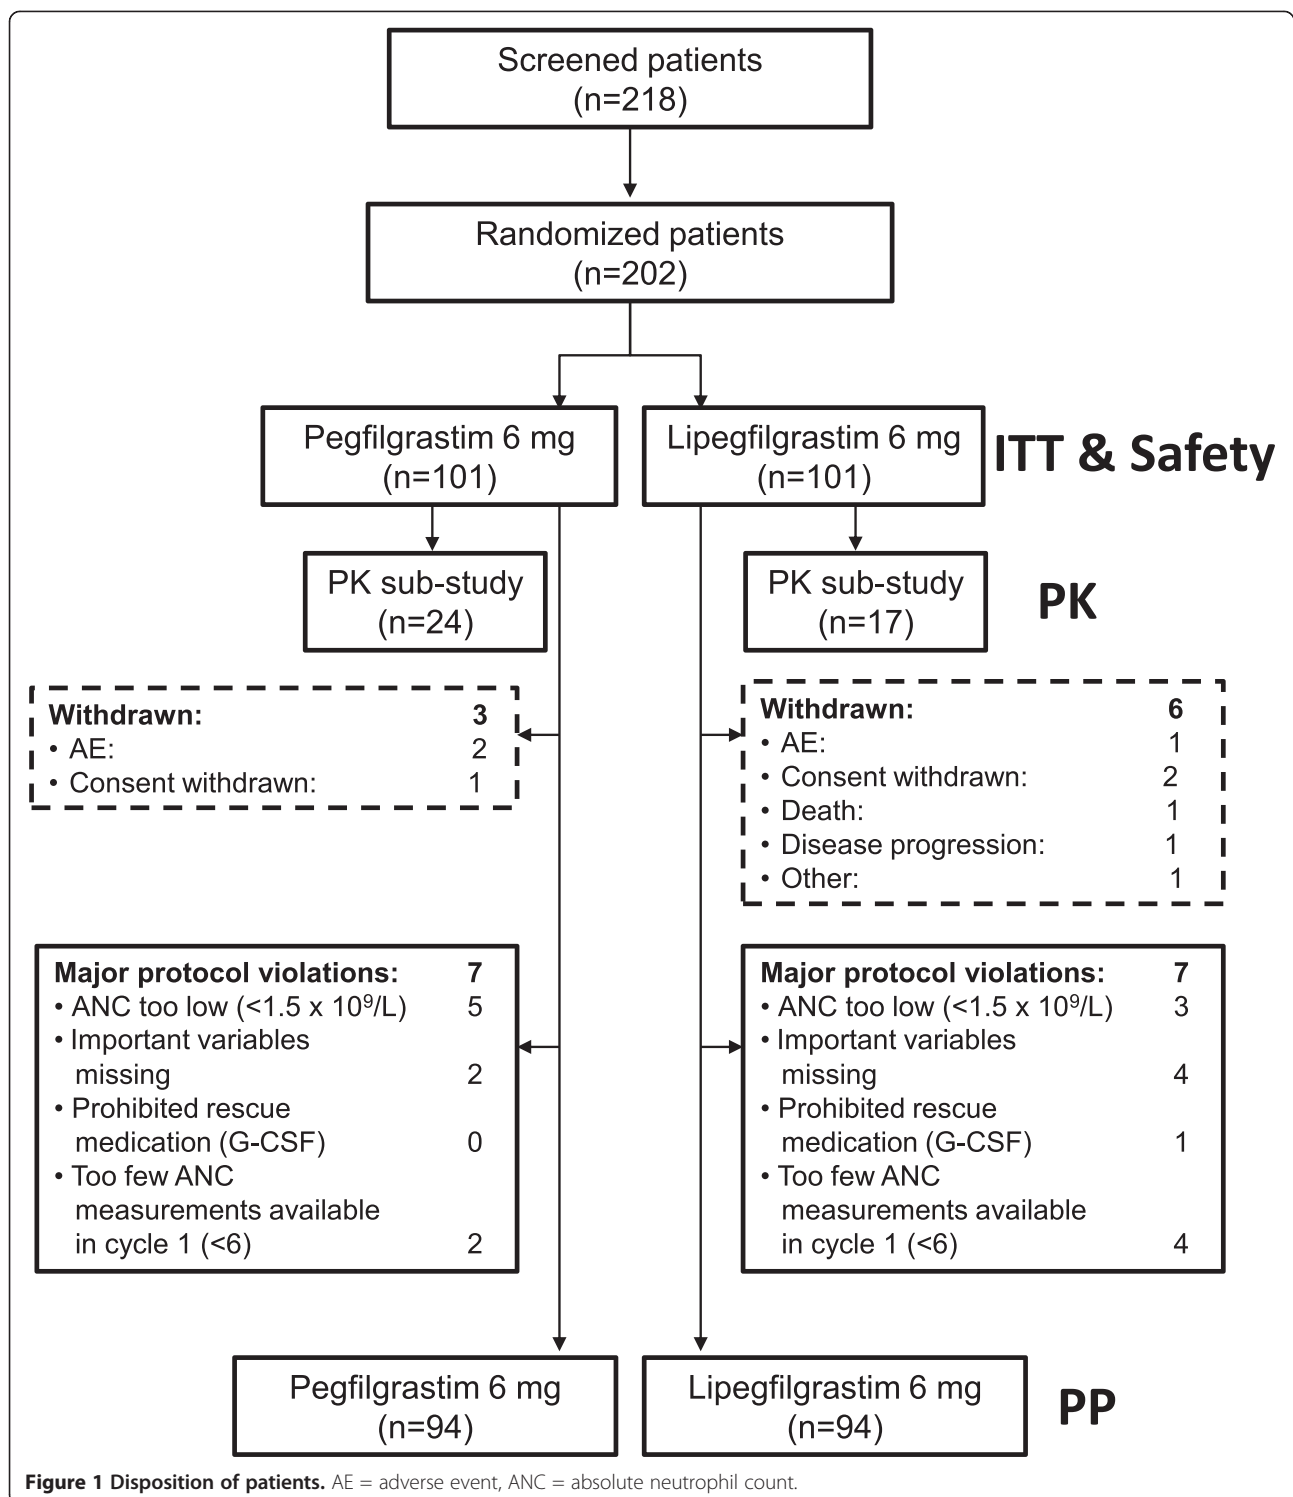 Screened patients
(n=218)
Randomized patients
(n=202)
Pegfilgrastim 6 mg
(n=101)
Lipegfilgrastim 6 mg
(n=101)
ITT & Safety
PK sub-study
(n=24)
PK sub-study
(n=17)
PK
Withdrawn: 3
• AE: 2
• Consent withdrawn: 1
Withdrawn: 6
• AE: 1
• Consent withdrawn: 2
• Death: 1
• Disease progression: 1
• Other: 1
Major protocol violations: 7
• ANC too low (<1.5 x 10⁹/L) 5
• Important variables
missing 2
• Prohibited rescue
medication (G-CSF) 0
• Too few ANC
measurements available
in cycle 1 (<6) 2
Major protocol violations: 7
• ANC too low (<1.5 x 10⁹/L) 3
• Important variables
missing 4
• Prohibited rescue
medication (G-CSF) 1
• Too few ANC
measurements available
in cycle 1 (<6) 4
Pegfilgrastim 6 mg
(n=94)
Lipegfilgrastim 6 mg
(n=94)
PP
Figure 1 Disposition of patients. AE = adverse event, ANC = absolute neutrophil count.